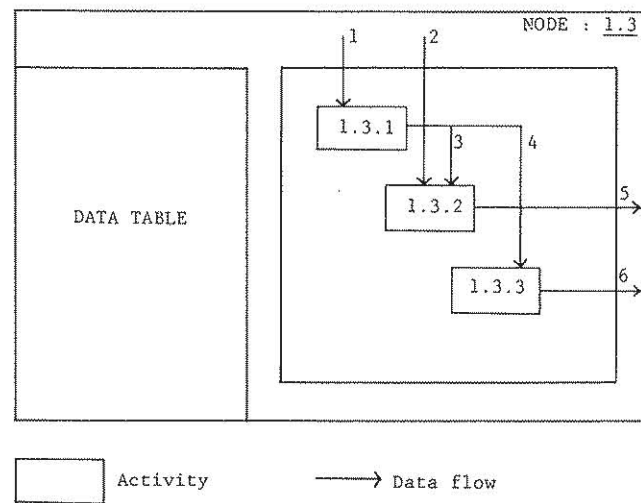 NODE : 1.3
1
2
1.3.1
3
4
1.3.2
5
DATA TABLE
1.3.3
6
Activity
Data flow